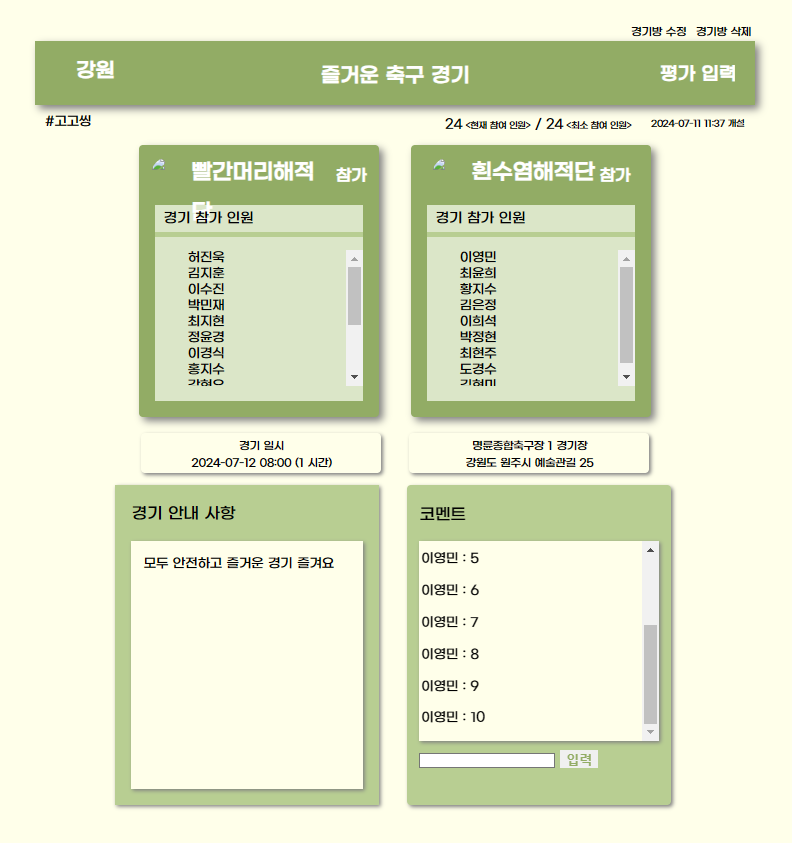 경기방 수정 경기방 삭제
강원 즐거운 축구 경기 평가 입력
#고고씽 24 <현재 참여 인원> / 24 <최소 참여 인원> 2024-07-11 11:37 개설
빨간머리해적단 참가
경기 참가 인원
허진욱
김지훈
이수진
박민재
최지현
정윤경
이경식
홍지수
강현우
흰수염해적단 참가
경기 참가 인원
이영민
최윤희
황지수
김은정
이희석
박정현
최현주
도경수
김현미
경기 일시
2024-07-12 08:00 (1 시간)
명륜종합축구장 1 경기장
강원도 원주시 예술관길 25
경기 안내 사항
모두 안전하고 즐거운 경기 즐겨요
코멘트
이영민 : 5
이영민 : 6
이영민 : 7
이영민 : 8
이영민 : 9
이영민 : 10
입력